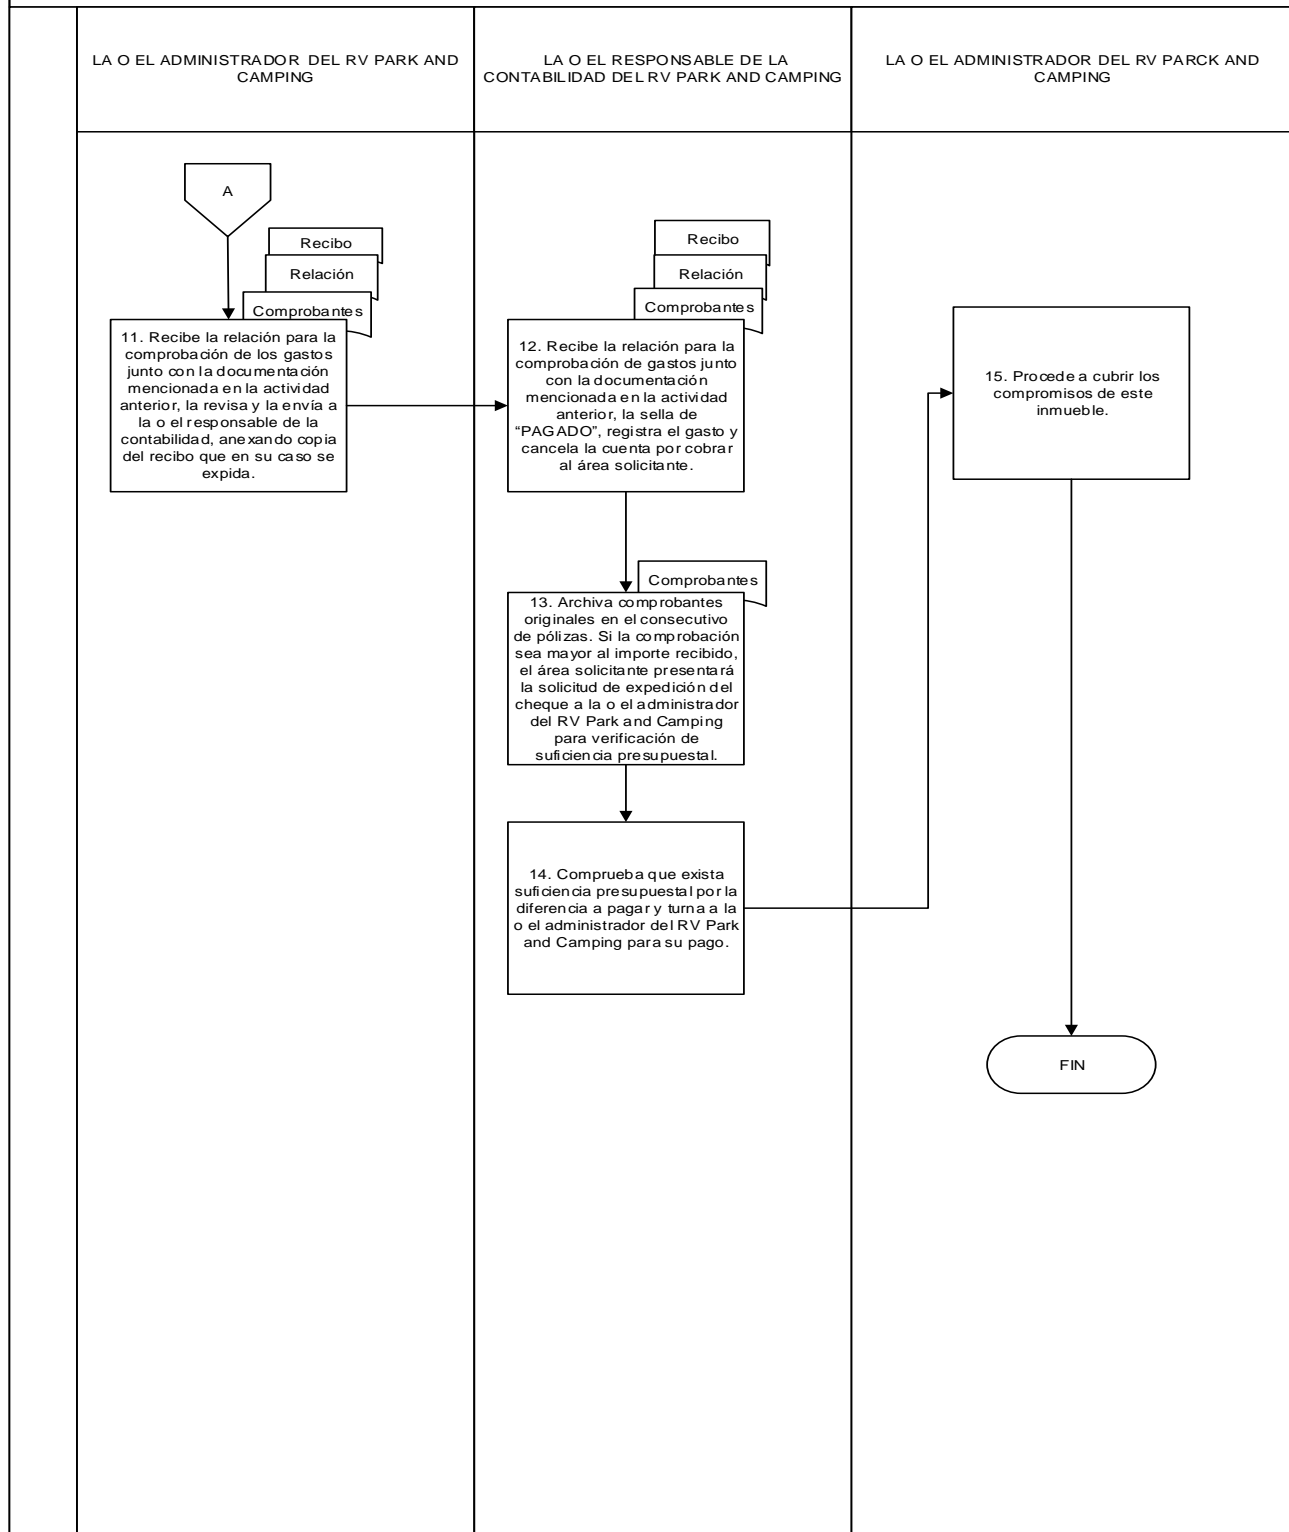 LA O EL ADMINISTRADOR DEL RV PARK AND
CAMPING
LA O EL RESPONSABLE DE LA
CONTABILIDAD DEL RV PARK AND CAMPING
LA O EL ADMINISTRADOR DEL RV PARCK AND
CAMPING
A
Recibo
Relación
Comprobantes
11. Recibe la relación para la
comprobación de los gastos
junto con la documentación
mencionada en la actividad
anterior, la revisa y la envía a
la o el responsable de la
contabilidad, anexando copia
del recibo que en su caso se
expida.
Recibo
Relación
Comprobantes
12. Recibe la relación para la
comprobación de gastos junto
con la documentación
mencionada en la actividad
anterior, la sella de
“PAGADO”, registra el gasto y
cancela la cuenta por cobrar
al área solicitante.
Comprobantes
13. Archiva comprobantes
originales en el consecutivo
de pólizas. Si la comprobación
sea mayor al importe recibido,
el área solicitante presentará
la solicitud de expedición del
cheque a la o el administrador
del RV Park and Camping
para verificación de
suficiencia presupuestal.
14. Comprueba que exista
suficiencia presupuestal por la
diferencia a pagar y turna a la
o el administrador del RV Park
and Camping para su pago.
15. Procede a cubrir los
compromisos de este
inmueble.
FIN